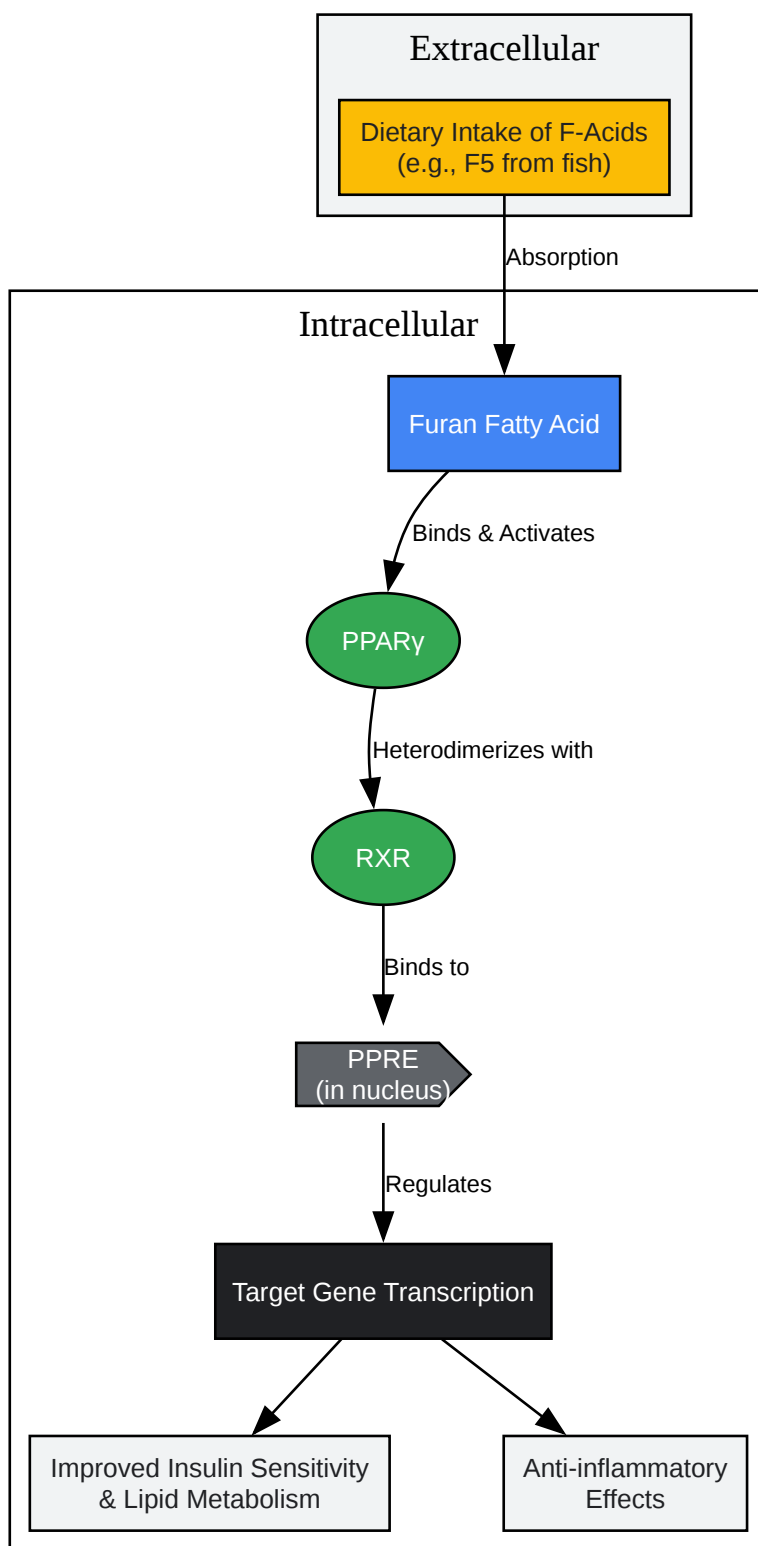 Extracellular
Dietary Intake of F-Acids
(e.g., F5 from fish)
Absorption
Intracellular
Furan Fatty Acid
Binds & Activates
PPARγ
Heterodimerizes with
RXR
Binds to
PPRE
(in nucleus)
Regulates
Target Gene Transcription
Improved Insulin Sensitivity
& Lipid Metabolism
Anti-inflammatory
Effects